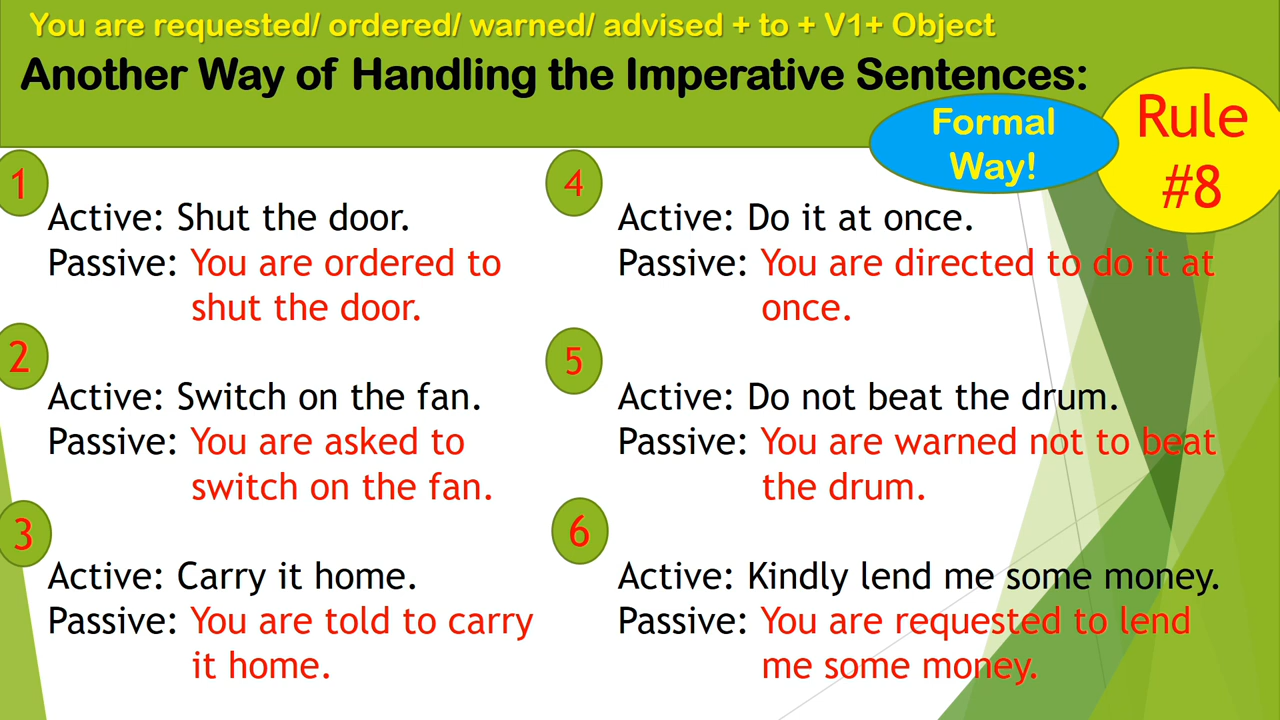 You are requested/ ordered/ warned/ advised + to + V1+ Object
Another Way of Handling the Imperative Sentences:
Formal
Way!
Rule
#8
1
Active: Shut the door.
Passive: You are ordered to
shut the door.
2
Active: Switch on the fan.
Passive: You are asked to
switch on the fan.
3
Active: Carry it home.
Passive: You are told to carry
it home.
4
Active: Do it at once.
Passive: You are directed to do it at
once.
5
Active: Do not beat the drum.
Passive: You are warned not to beat
the drum.
6
Active: Kindly lend me some money.
Passive: You are requested to lend
me some money.